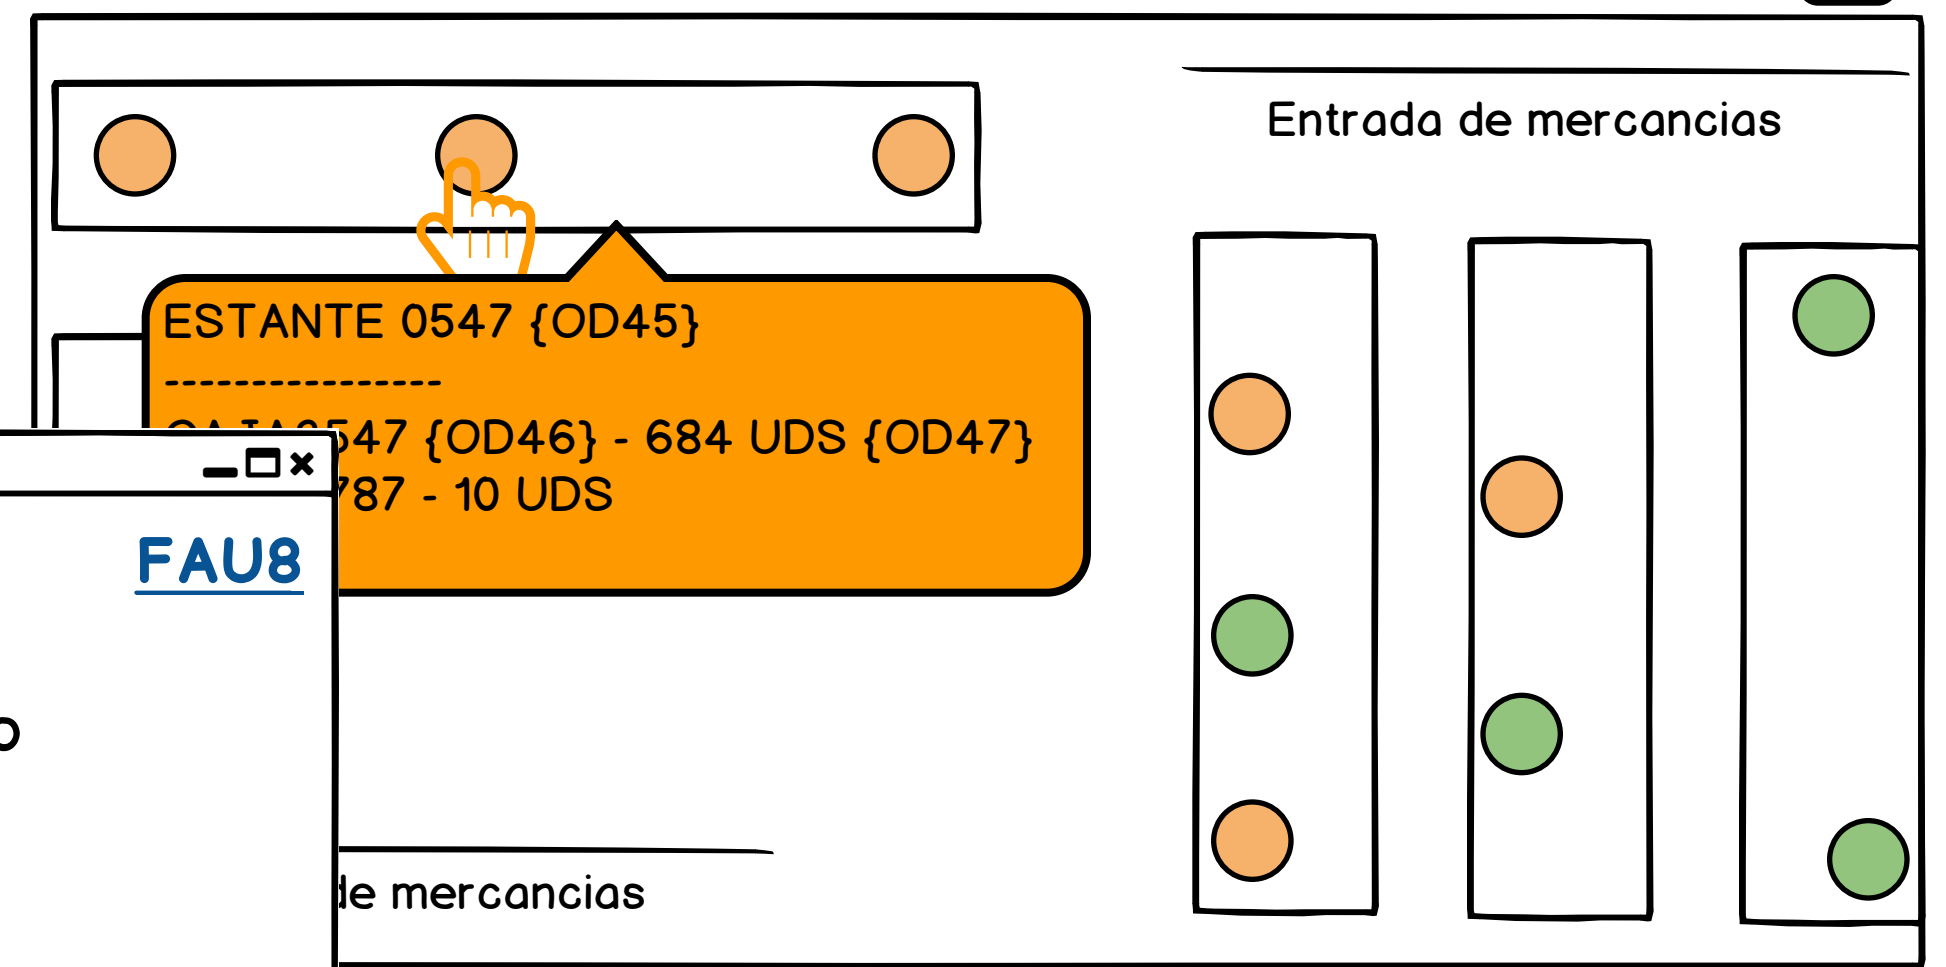 Entrada de mercancias
ESTANTE 0547 {OD45}
----------------
547 {OD46} - 684 UDS {OD47}
787 - 10 UDS
FAU8
de mercancias